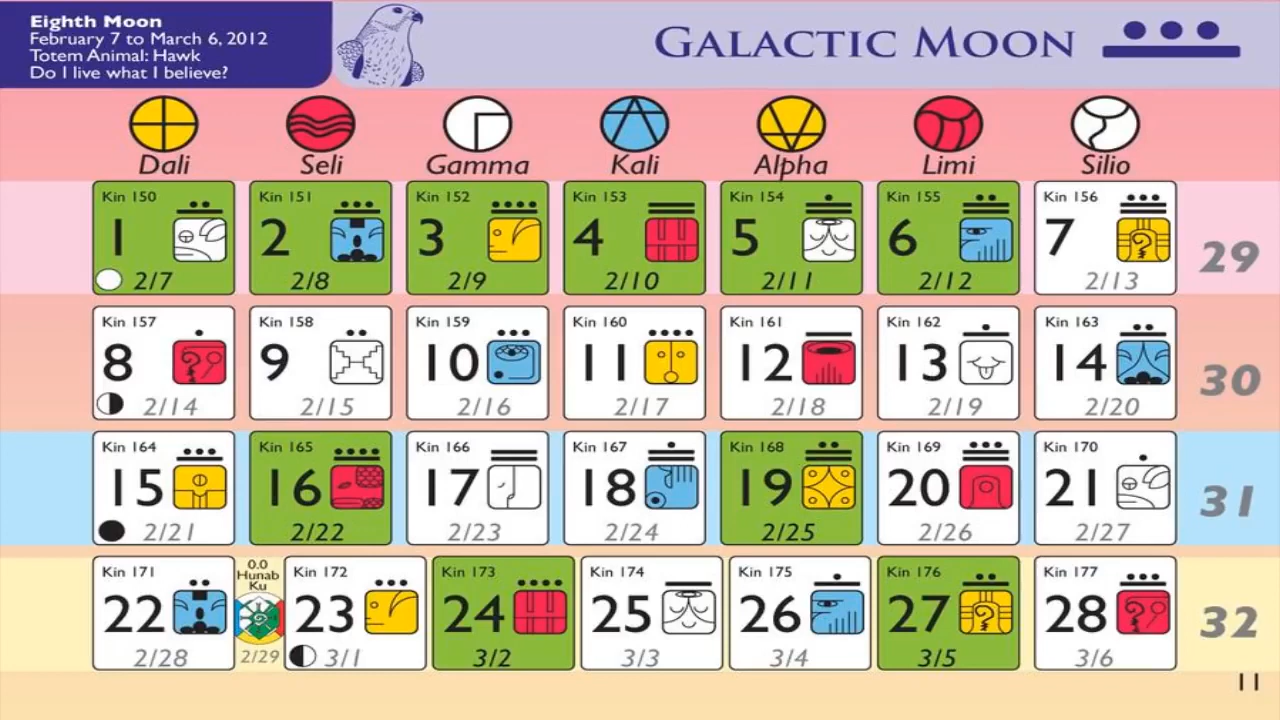 Eighth Moon
February 7 to March 6, 2012
Totem Animal: Hawk
Do I live what I believe?
GALACTIC MOON
Dali Seli Gamma Kali Alpha Limi Silio
Kin 150 Kin 151 Kin 152 Kin 153 Kin 154 Kin 155 Kin 156
1 2 3 4 5 6 7 29
2/7 2/8 2/9 2/10 2/11 2/12 2/13
Kin 157 Kin 158 Kin 159 Kin 160 Kin 161 Kin 162 Kin 163
8 9 10 11 12 13 14 30
2/14 2/15 2/16 2/17 2/18 2/19 2/20
Kin 164 Kin 165 Kin 166 Kin 167 Kin 168 Kin 169 Kin 170
15 16 17 18 19 20 21 31
2/21 2/22 2/23 2/24 2/25 2/26 2/27
Kin 171 0.0 Kin 172 Kin 173 Kin 174 Kin 175 Kin 176 Kin 177
Hunab
Ku
22 23 24 25 26 27 28 32
2/28 2/29 3/1 3/2 3/3 3/4 3/5 3/6
11